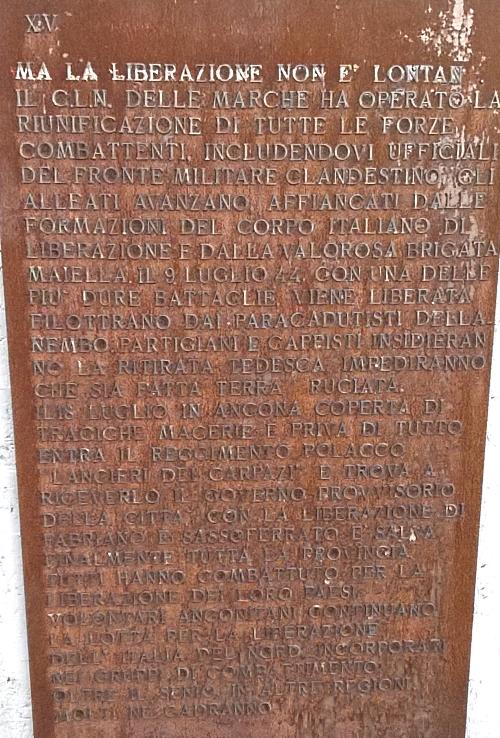 XV.
MA LA LIBERAZIONE NON E' LONTAN
IL C.L.N. DELLE MARCHE HA OPERATO LA
RIUNIFICAZIONE DI TUTTE LE FORZE
COMBATTENTI, INCLUDENDOVI UFFICIALI
DEL FRONTE MILITARE CLANDESTINO. GLI
ALLEATI AVANZANO, AFFIANCATI DALLE
FORMAZIONI DEL CORPO ITALIANO DI
LIBERAZIONE E DALLA VALOROSA BRIGATA
MAIELLA. IL 9 LUGLIO 44, CON UNA DELLE
PIU' DURE BATTAGLIE, VIENE LIBERATA
FILOTTRANO DAI PARACADUTISTI DELLA
NEMBO. PARTIGIANI E GAPPISTI INSIDIERAN
NO LA RITIRATA TEDESCA IMPEDIRANNO
CHE SIA FATTA TERRA BUCIATA.
IL 18 LUGLIO IN ANCONA COPERTA DI
TRAGICHE MACERIE E PRIVA DI TUTTO
ENTRA IL REGGIMENTO POLACCO
"LANCIERI DEI CARPAZI" E TROVA A
RICEVERLO IL GOVERNO PROVVISORIO
DELLA CITTA'. CON LA LIBERAZIONE DI
FABRIANO E SASSOFERRATO E' SALVA
FINALMENTE TUTTA LA PROVINCIA
TUTTI HANNO COMBATTUTO PER LA
LIBERAZIONE DEI LORO PAESI.
VOLONTARI ANCONITANI CONTINUANO
LA LOTTA PER LA LIBERAZIONE
DELL'ITALIA DEL NORD, INCORPORATI
NEI GRUPPI DI COMBATTIMENTO.
OLTRE IL SENIO, IN ALTRE REGIONI,
MOLTI NE CADRANNO